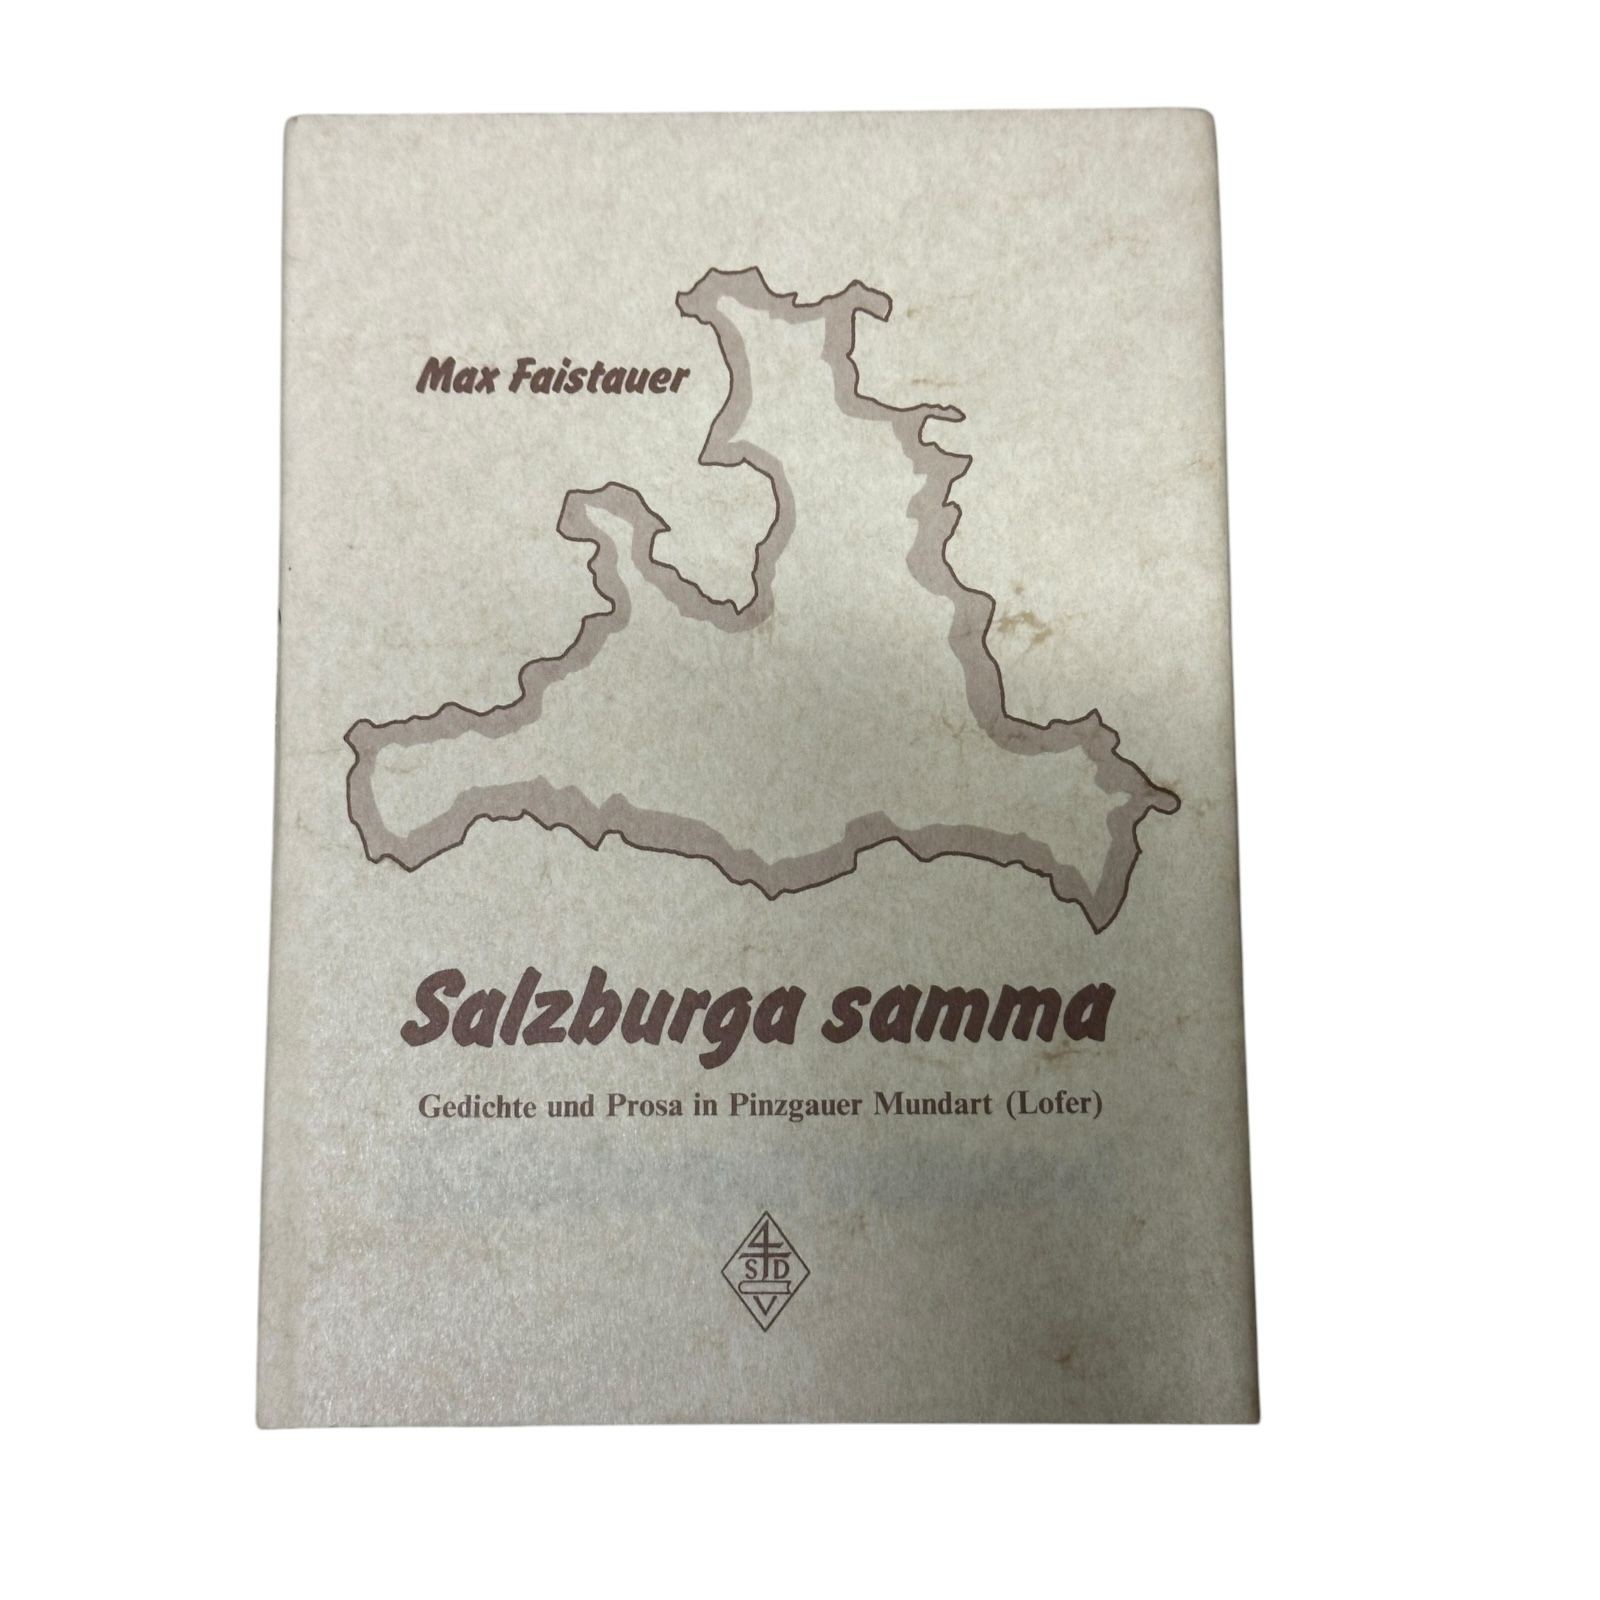 Max Faistauer
Salzburga samma
Gedichte und Prosa in Pinzgauer Mundart (Lofer)
S D
V